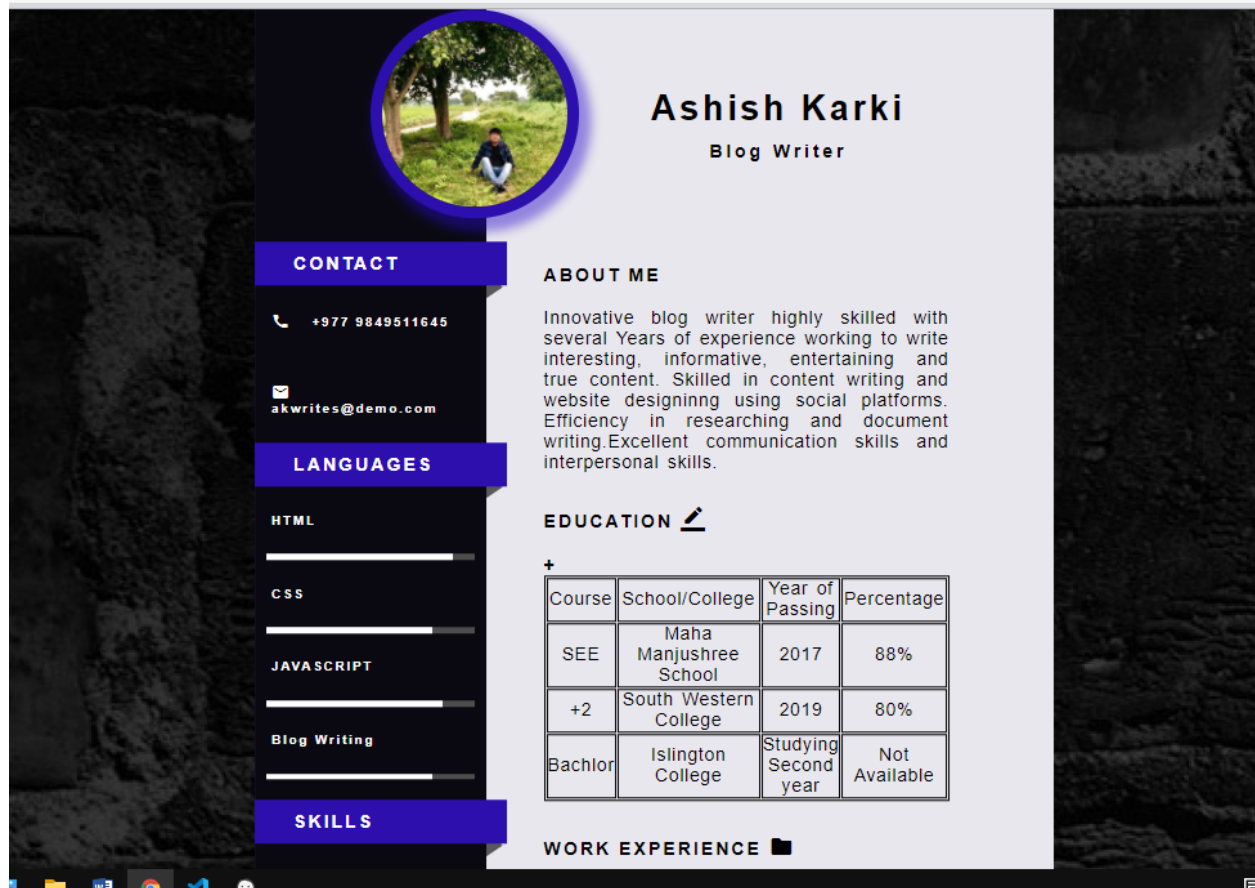 Ashish Karki
Blog Writer
CONTACT
+977 9849511645
akwrites@demo.com
LANGUAGES
HTML
CSS
JAVASCRIPT
Blog Writing
SKILLS
ABOUT ME
Innovative blog writer highly skilled with
several Years of experience working to write
interesting, informative, entertaining and
true content. Skilled in content writing and
website designinng using social platforms.
Efficiency in researching and document
writing.Excellent communication skills and
interpersonal skills.
EDUCATION
+
Course School/College Year of Passing Percentage
SEE Maha Manjushree School 2017 88%
+2 South Western College 2019 80%
Bachlor Islington College Studying Second year Not Available
WORK EXPERIENCE